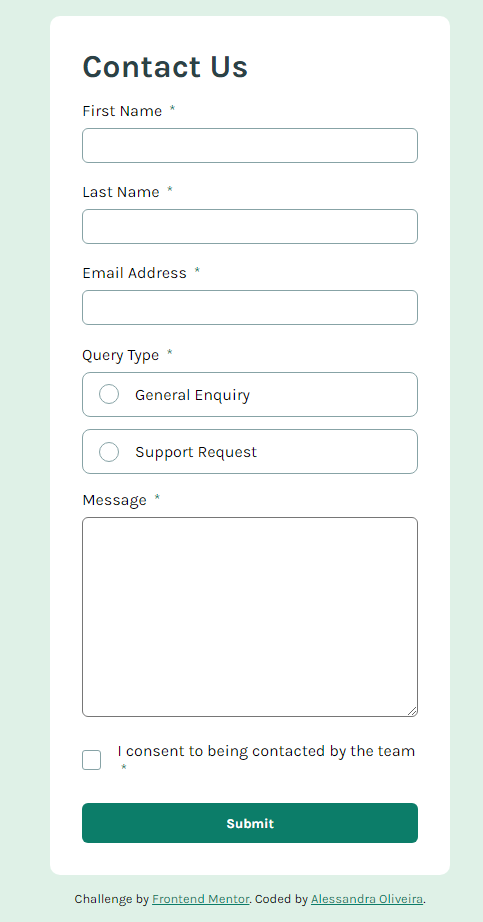 Contact Us
First Name *
Last Name *
Email Address *
Query Type *
General Enquiry
Support Request
Message *
I consent to being contacted by the team
*
Submit
Challenge by Frontend Mentor. Coded by Alessandra Oliveira.